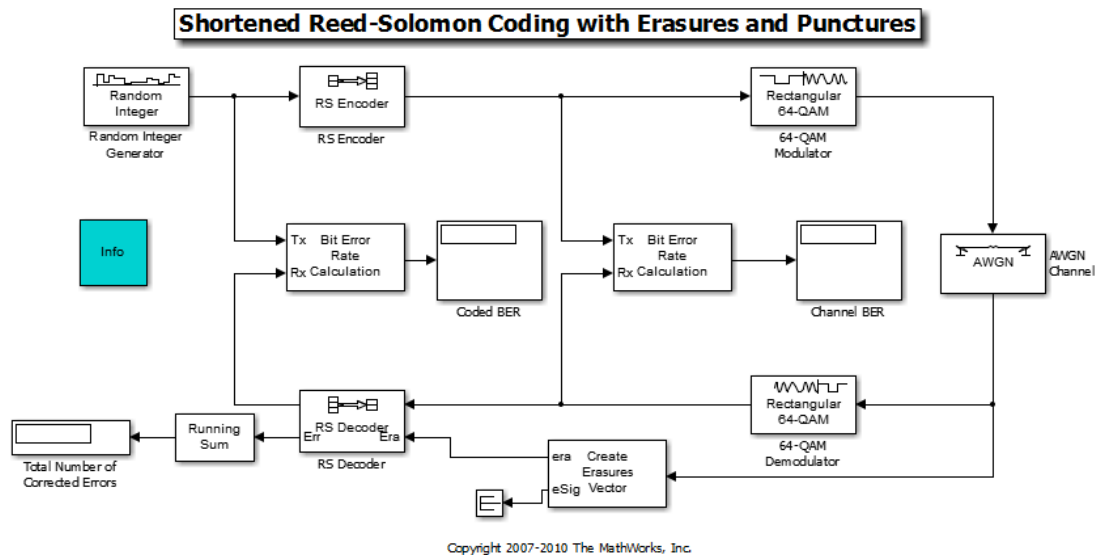 Shortened Reed-Solomon Coding with Erasures and Punctures
Random
Integer
Random Integer
Generator
RS Encoder
RS Encoder
Rectangular
64-QAM
64-QAM
Modulator
Info
Tx
Rx
Bit Error
Rate
Calculation
Coded BER
Tx
Rx
Bit Error
Rate
Calculation
Channel BER
AWGN
AWGN
Channel
Total Number of
Corrected Errors
Running
Sum
RS Decoder
Err
Era
RS Decoder
era
eSig
Create
Erasures
Vector
Rectangular
64-QAM
64-QAM
Demodulator
Copyright 2007-2010 The MathWorks, Inc.